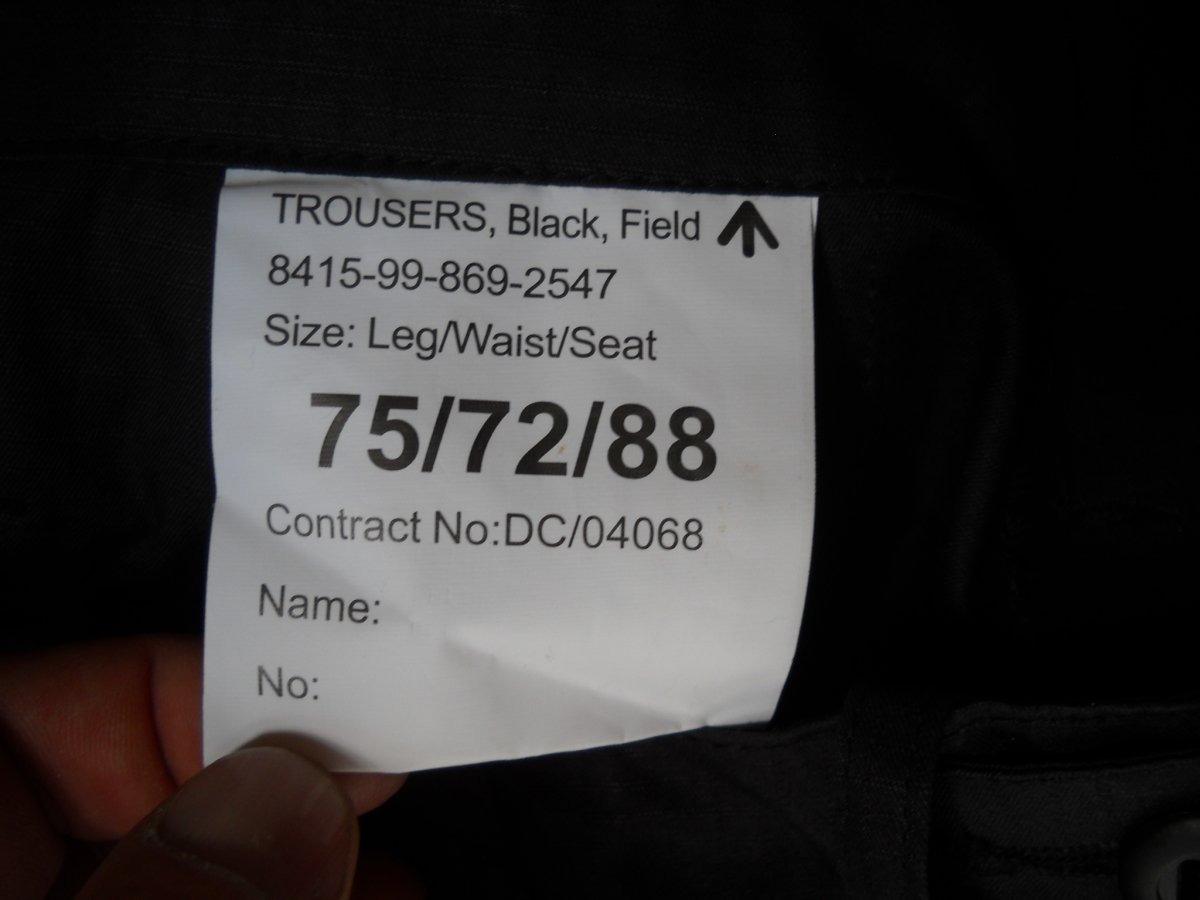 TROUSERS, Black, Field
8415-99-869-2547
Size: Leg/Waist/Seat
75/72/88
Contract No:DC/04068
Name:
No: